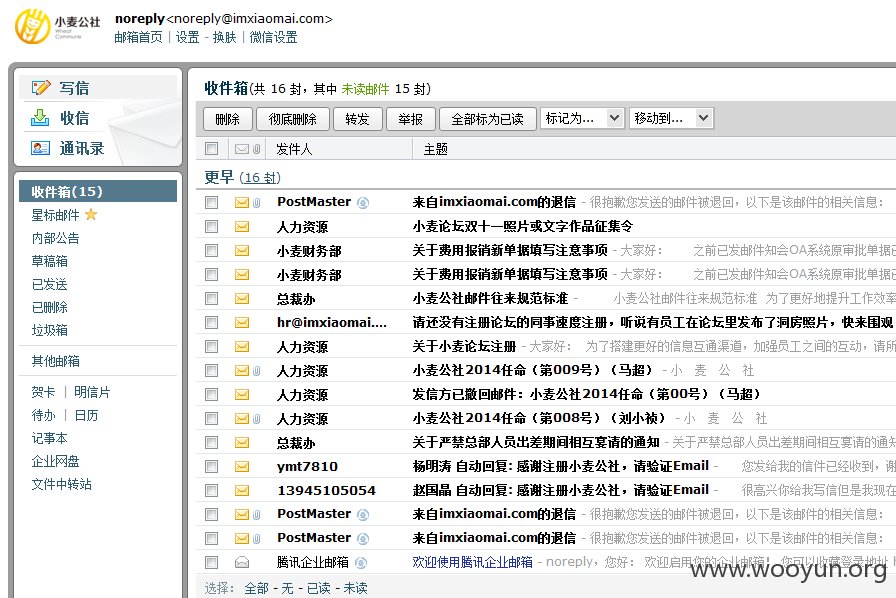 小麦公社
Wheat
Commune
noreply<noreply@imxiaomai.com>
邮箱首页 | 设置 - 换肤 | 微信设置
写信
收信
通讯录
收件箱(15)
星标邮件
内部公告
草稿箱
已发送
已删除
垃圾箱
其他邮箱
贺卡 | 明信片
待办 | 日历
记事本
企业网盘
文件中转站
收件箱(共 16 封，其中 未读邮件 15 封)
删除 彻底删除 转发 举报 全部标为已读 标记为... 移动到...
发件人 主题
更早 (16 封)
PostMaster 来自imxiaomai.com的退信 - 很抱歉您发送的邮件被退回，以下是该邮件的相关信息：
人力资源 小麦论坛双十一照片或文字作品征集令
小麦财务部 关于费用报销新单据填写注意事项 - 大家好： 之前已发邮件知会OA系统原审批单据已
小麦财务部 关于费用报销新单据填写注意事项 - 大家好： 之前已发邮件知会OA系统原审批单据已
总裁办 小麦公社邮件往来规范标准 - 小麦公社邮件往来规范标准 为了更好地提升工作效率
hr@imxiaomai.... 请还没有注册论坛的同事速度注册，听说有员工在论坛里发布了洞房照片，快来围观
人力资源 关于小麦论坛注册 - 大家好： 为了搭建更好的信息互通渠道，加强员工之间的互动，请所
人力资源 小麦公社2014任命（第009号）（马超） - 小 麦 公 社
人力资源 发信方已撤回邮件：小麦公社2014任命（第00号）（马超）
人力资源 小麦公社2014任命（第008号）（刘小祯） - 小 麦 公 社
总裁办 关于严禁总部人员出差期间相互宴请的通知 - 关于严禁总部人员出差期间相互宴请的通知
ymt7810 杨明涛 自动回复: 感谢注册小麦公社，请验证Email - 您发给我的信件已经收到，谢
13945105054 赵国晶 自动回复: 感谢注册小麦公社，请验证Email - 很高兴你给我写信但是我现在
PostMaster 来自imxiaomai.com的退信 - 很抱歉您发送的邮件被退回，以下是该邮件的相关信息：
PostMaster 来自imxiaomai.com的退信 - 很抱歉您发送的邮件被退回，以下是该邮件的相关信息：
腾讯企业邮箱 欢迎使用腾讯企业邮箱 - noreply，您好： 欢迎启用您的企业邮箱！您可以收藏登录地址 h
选择： 全部 - 无 - 已读 - 未读
www.wooyun.org